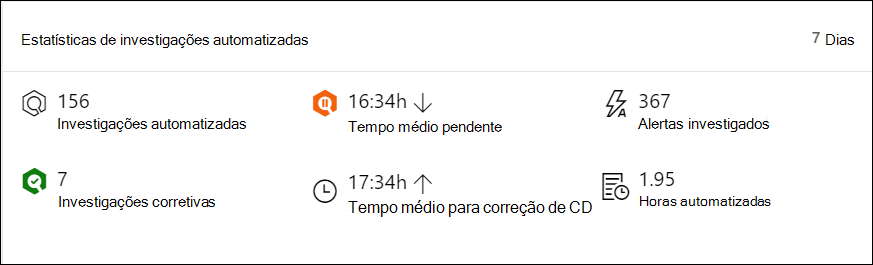 Estatísticas de investigações automatizadas
7 Dias
156
Investigações automatizadas
16:34h ↓
Tempo médio pendente
367
Alertas investigados
7
Investigações corretivas
17:34h ↑
Tempo médio para correção de CD
1.95
Horas automatizadas